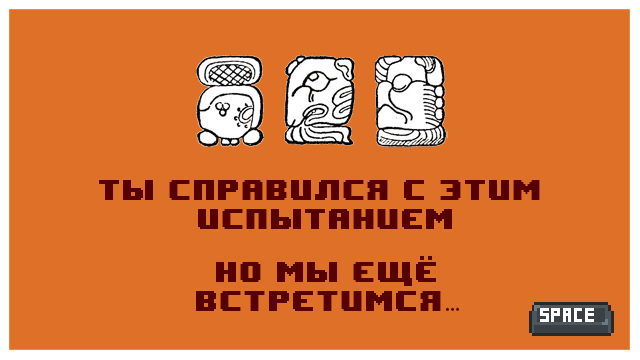 ТЫ СПРАВИЛСЯ С ЭТИМ
ИСПЫТАНИЕМ
НО МЫ ЕЩЁ
ВСТРЕТИМСЯ...
SPACE